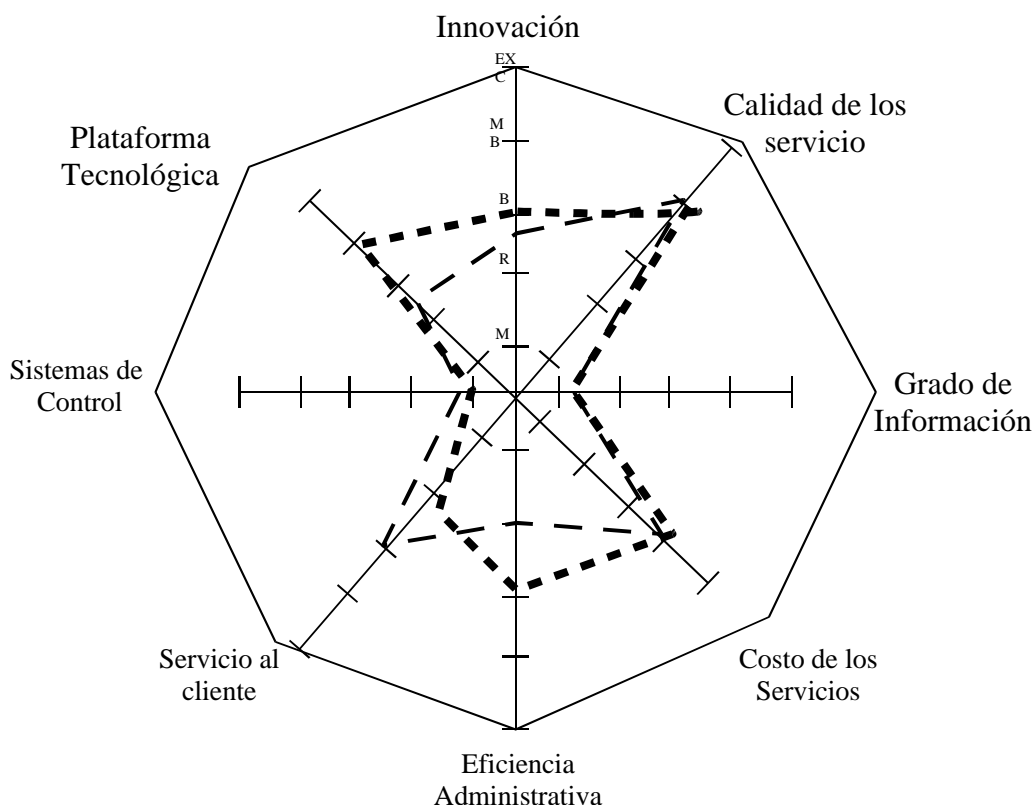 Innovación
EX
C
M
B
B
R
M
Calidad de los
servicio
Plataforma
Tecnológica
Sistemas de
Control
Grado de
Información
Servicio al
cliente
Costo de los
Servicios
Eficiencia
Administrativa